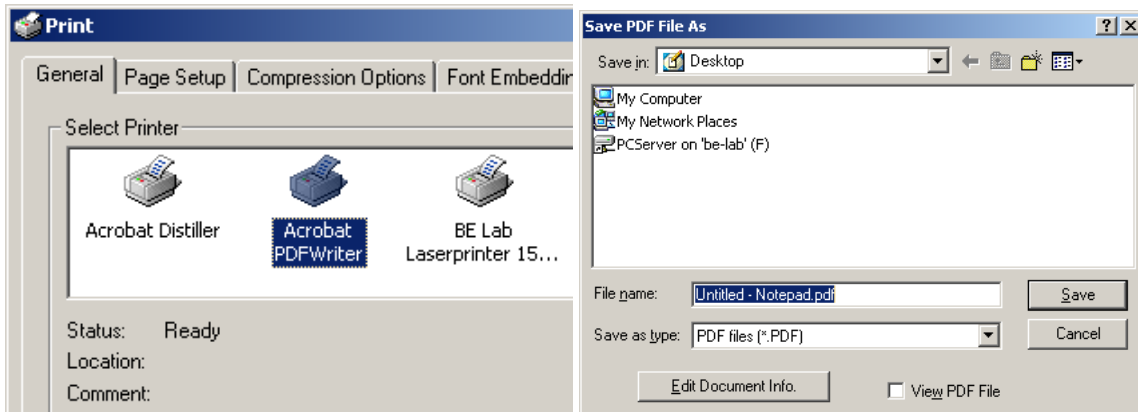 Print
General
Page Setup
Compression Options
Font Embeddin
Select Printer
Acrobat Distiller
Acrobat
PDFWriter
BE Lab
Laserprinter 15...
Status: Ready
Location:
Comment:
Save PDF File As
Save in: Desktop
My Computer
My Network Places
PCServer on 'be-lab' (F)
File name: Untitled - Notepad.pdf
Save
Save as type: PDF files (*.PDF)
Cancel
Edit Document Info.
View PDF File